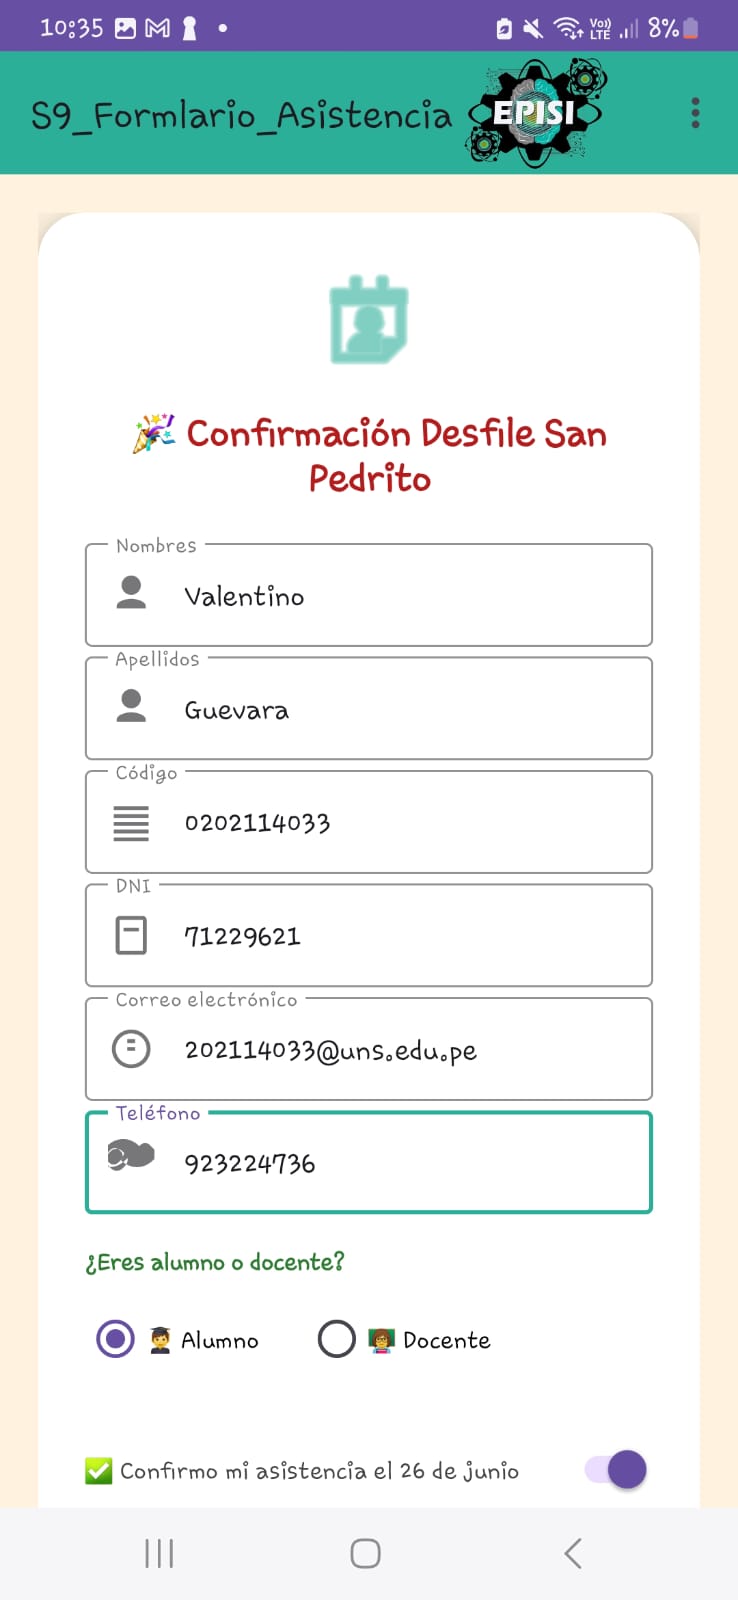 10:35
Vo))
LTE
8%
S9_Formlario_Asistencia
EPISI
Confirmación Desfile San
Pedrito
Nombres
Valentino
Apellidos
Guevara
Código
0202114033
DNI
71229621
Correo electrónico
202114033@uns.edu.pe
Teléfono
923224736
¿Eres alumno o docente?
Alumno
Docente
Confirmo mi asistencia el 26 de junio